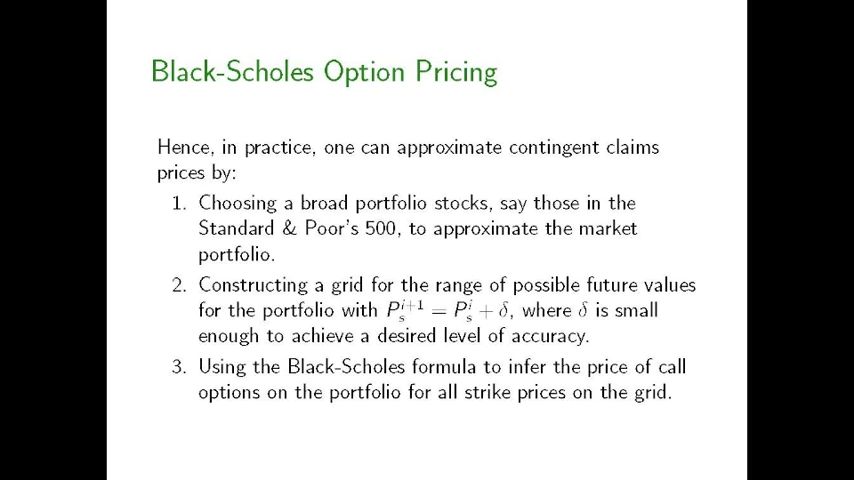 Black-Scholes Option Pricing
Hence, in practice, one can approximate contingent claims
prices by:
1. Choosing a broad portfolio stocks, say those in the
Standard & Poor's 500, to approximate the market
portfolio.
2. Constructing a grid for the range of possible future values
for the portfolio with P_s^{i+1} = P_s^i + δ, where δ is small
enough to achieve a desired level of accuracy.
3. Using the Black-Scholes formula to infer the price of call
options on the portfolio for all strike prices on the grid.